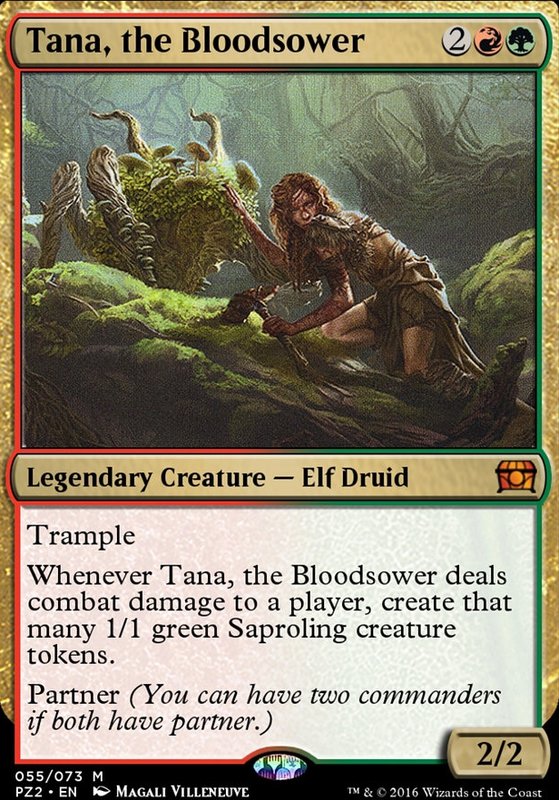 Tana, the Bloodsower 2
Legendary Creature — Elf Druid
Trample
Whenever Tana, the Bloodsower deals
combat damage to a player, create that
many 1/1 green Saproling creature
tokens.
Partner (You can have two commanders
if both have partner.)
2/2
055/073 M
PZ2 • EN Magali Villeneuve ™ & © 2016 Wizards of the Coast